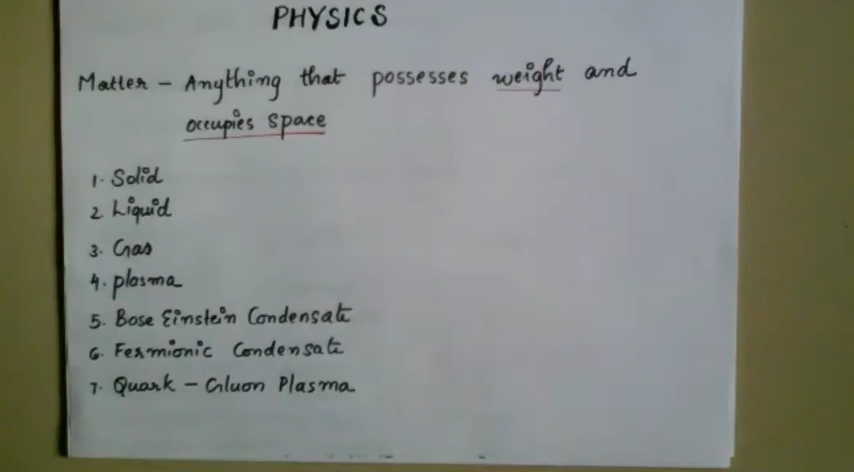 PHYSICS
Matter - Anything that possesses weight and
occupies space
1. Solid
2. Liquid
3. Gas
4. plasma
5. Bose Einstein Condensate
6. Fermionic Condensate
7. Quark - Gluon Plasma